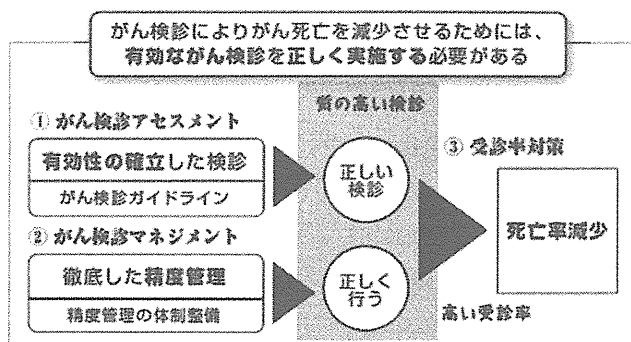 がん検診によりがん死亡を減少させるためには、
有効ながん検診を正しく実施する必要がある
質の高い検診
① がん検診アセスメント
有効性の確立した検診
がん検診ガイドライン
正しい
検診
③ 受診率対策
死亡率減少
② がん検診マネジメント
徹底した精度管理
精度管理の体制整備
正しく
行う
高い受診率